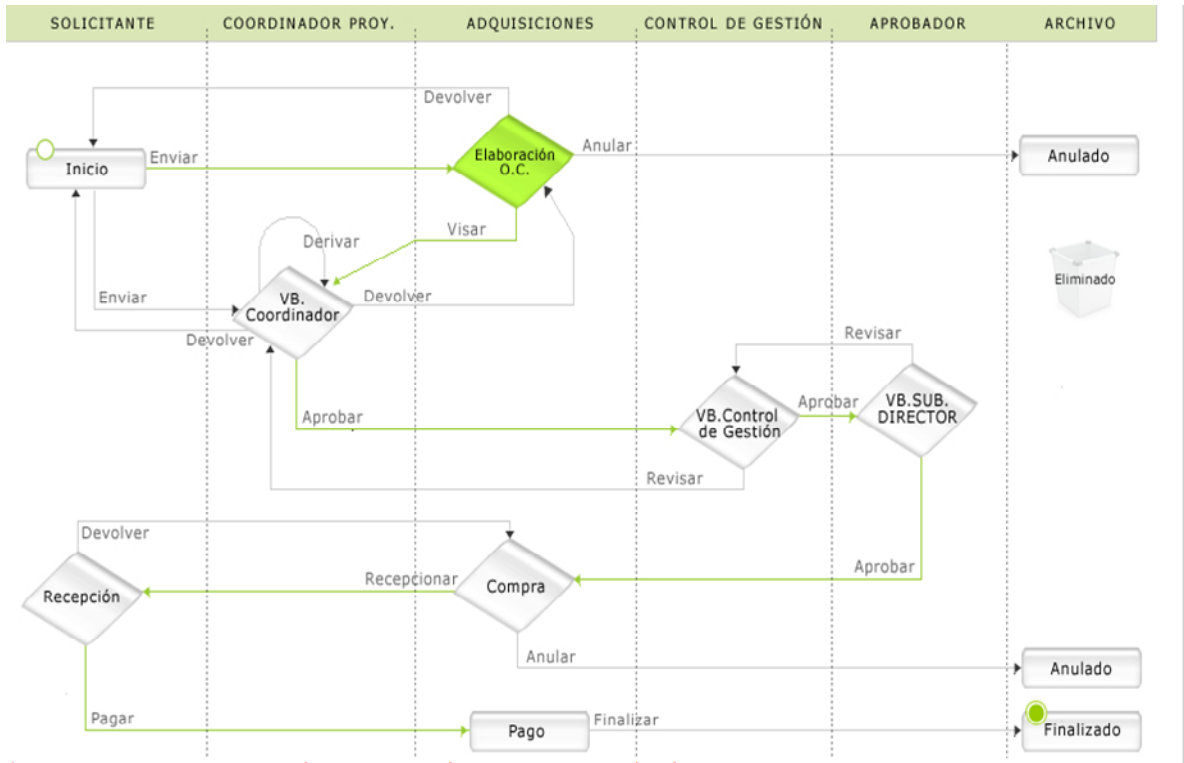 SOLICITANTE
COORDINADOR PROY.
ADQUISICIONES
CONTROL DE GESTIÓN
APROBADOR
ARCHIVO
Devolver
Inicio
Enviar
Elaboración
O.C.
Anular
Anulado
Visar
Derivar
Eliminado
Enviar
VB.
Coordinador
Devolver
Devolver
Revisar
Aprobar
VB.Control
de Gestión
Aprobar
VB.SUB.
DIRECTOR
Revisar
Devolver
Recepción
Recepcionar
Compra
Aprobar
Anular
Anulado
Pagar
Pago
Finalizar
Finalizado